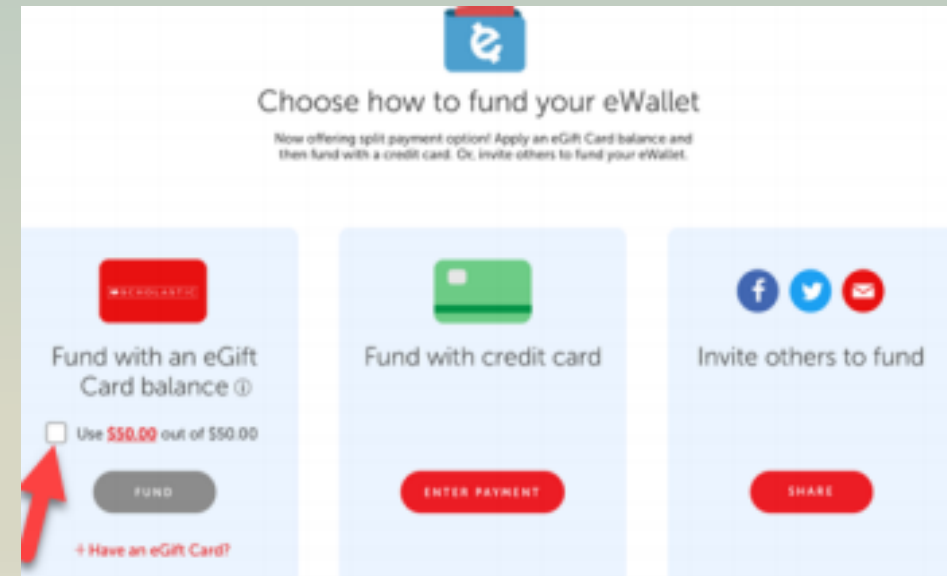 Choose how to fund your eWallet
Now offering split payment option! Apply an eGift Card balance and
then fund with a credit card. Or, invite others to fund your eWallet.
SCHOLASTIC
Fund with an eGift
Card balance ⓘ
Use $50.00 out of $50.00
FUND
+ Have an eGift Card?
Fund with credit card
ENTER PAYMENT
Invite others to fund
SHARE